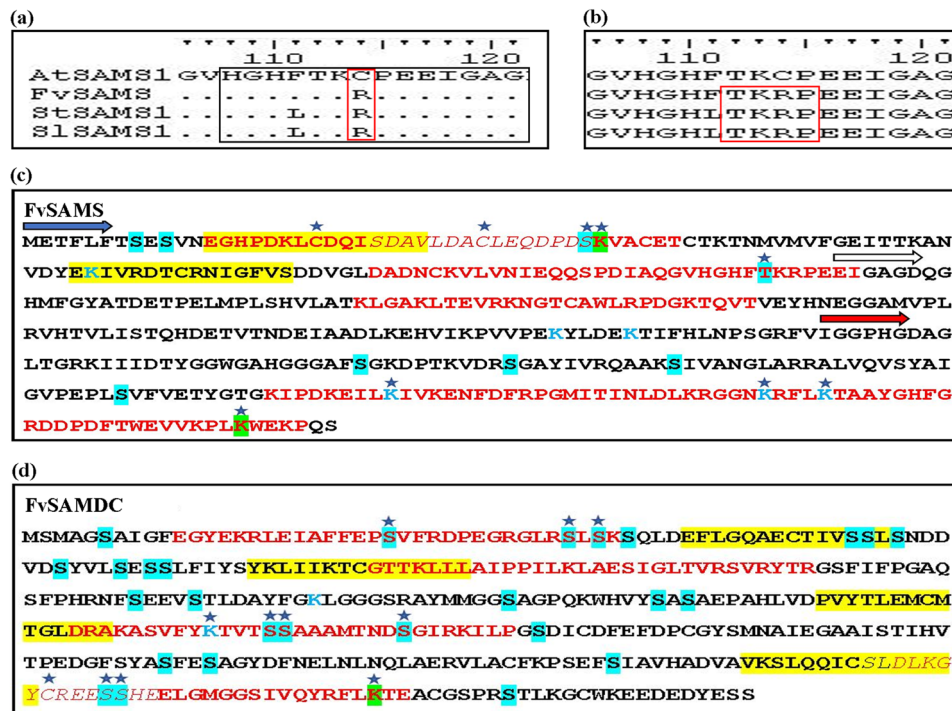 (a)
110 120
AtSAMS1 GVHGHFTKCPEEIGAG
FvSAMS ........R.......
StSAMS1 .....L..R.......
SlSAMS1 .....L..R.......
(b)
110 120
GVHGHFTKCPEEIGAG
GVHGHFTKRPEEIGAG
GVHGHLTKRPEEIGAG
GVHGHLTKRPEEIGAG
(c)
FvSAMS
METFLFTSESVNEGHPDKLCDQISDAVLDACLEQDPDSKVACETCTKTNMVMVFGEITTKAN
VDYEKIVRDTCRNIGFVSDDVGLDADNCKVLVNIEQQSPDIAQGVHGHFTKRPEEIGAGDQG
HMFGYATDETPELMPLSHVLATKLGAKLTEVRKNGTCAWLRPDGKTQVTVEYHNEGGAMVPL
RVHTVLISTQHDETVTNDEIAADLKEHVIKPVVPEKYLDEKTIFHLNPSGRFVIGGPHGDAG
LTGRKIIIDTYGGWGAHGGGAFSGKDPTKVDRSGAYIVRQAAKSIVANGLARRALVQVSYAI
GVPEPLSVFVETYGTGKIPDKEILKIVKENFDFRPGMITINLDLKRGGNKRFLKTAAYGHFG
RDDPDFTWEVVKPLKWEKPQS
(d)
FvSAMDC
MSMAGSAIGFEGYEKRLEIAFFEPSVFRDPEGRGLRSLSKSQLDEFLGQAECTIVSSLSNDD
VDSYVLSESSLFIYSYKLIIKTCGTTKLLLAIPPILKLAESIGLTVRSVRYTRGSFIFPGAQ
SFPHRNFSEEVSTLDAYFGKLGGGSRAYMMGGSAGPQKWHVYSASAEPAHLVDPVYTLEMCM
TGLDRAKASVFYKTVTSSAAAMTNDSGIRKILPGSDICDFEFDPCGYSMNAIEGAAISTIHV
TPEDGFSYASFESAGYDFNELNLNQLAERVLACFKPSEFSIAVHADVAVKSLQQICSLDLKG
YCREESSHEELGMGGSIVQYRFLKTEACGSPRSTLKGCWKEEDEDYESS